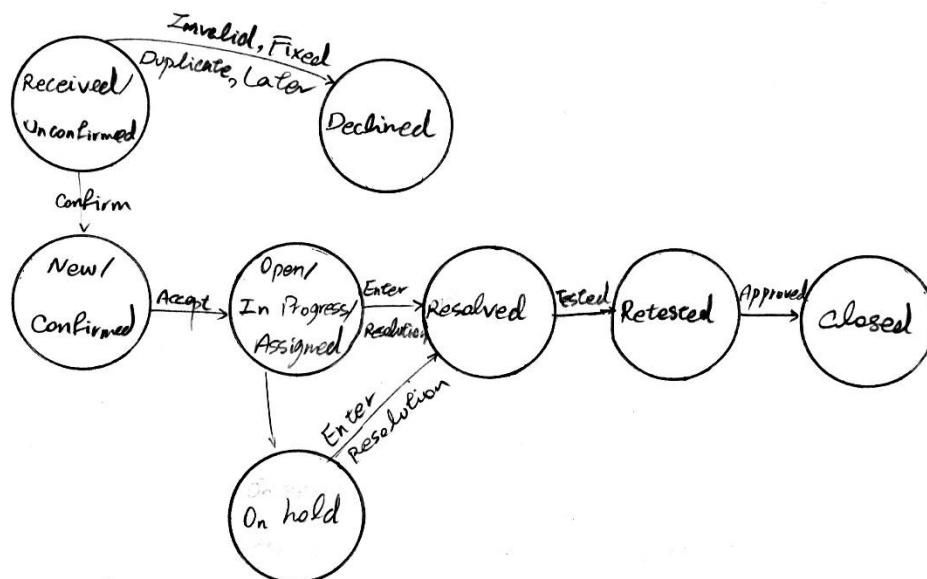 Invalid, Fixed
Duplicate, Later
Received/
Unconfirmed
Declined
Confirm
New/
Confirmed
Accept
Open/
In Progress/
Assigned
Enter
Resolution
Resolved
Tested
Retested
Approved
Closed
Enter
Resolution
On hold